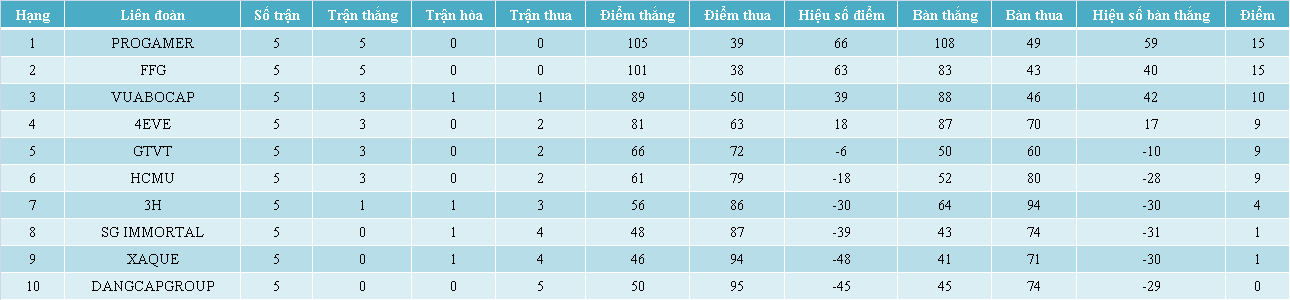 Hạng Liên đoàn Số trận Trận thắng Trận hòa Trận thua Điểm thắng Điểm thua Hiệu số điểm Bàn thắng Bàn thua Hiệu số bàn thắng Điểm
1 PROGAMER 5 5 0 0 105 39 66 108 49 59 15
2 FFG 5 5 0 0 101 38 63 83 43 40 15
3 VUABOCAP 5 3 1 1 89 50 39 88 46 42 10
4 4EVE 5 3 0 2 81 63 18 87 70 17 9
5 GTVT 5 3 0 2 66 72 -6 50 60 -10 9
6 HCMU 5 3 0 2 61 79 -18 52 80 -28 9
7 3H 5 1 1 3 56 86 -30 64 94 -30 4
8 SG IMMORTAL 5 0 1 4 48 87 -39 43 74 -31 1
9 XAQUE 5 0 1 4 46 94 -48 41 71 -30 1
10 DANGCAPGROUP 5 0 0 5 50 95 -45 45 74 -29 0